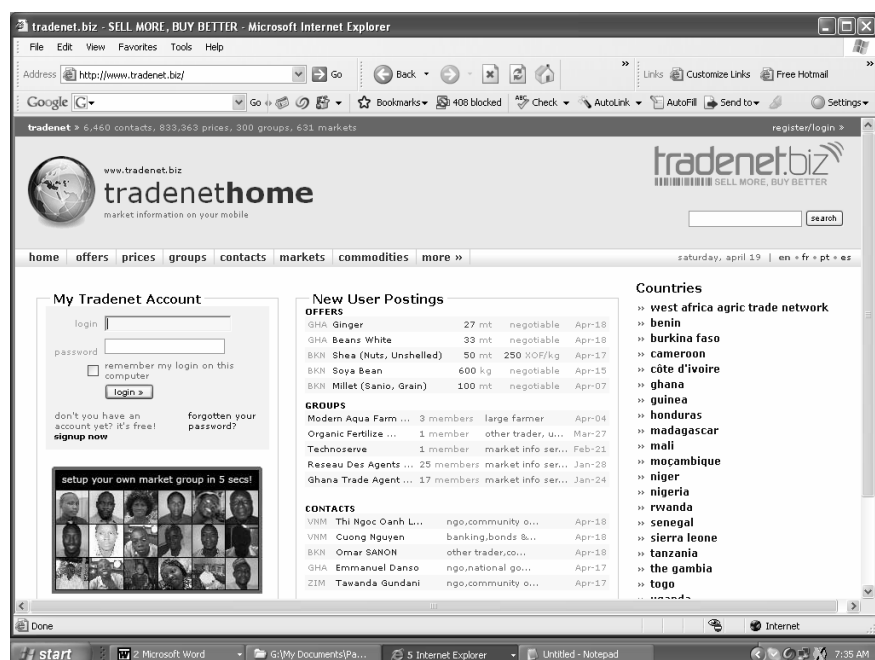 tradenet.biz - SELL MORE, BUY BETTER - Microsoft Internet Explorer
File Edit View Favorites Tools Help
Address http://www.tradenet.biz/ Go Back » Links Customize Links Free Hotmail »
Google G Go Bookmarks 408 blocked ABC Check AutoLink AutoFill Send to Settings
tradenet » 6,460 contacts, 833,363 prices, 300 groups, 631 markets register/login »
www.tradenet.biz
tradenethome
market information on your mobile
tradenet.biz
SELL MORE, BUY BETTER
search
home offers prices groups contacts markets commodities more » saturday, april 19 | en • fr • pt • es
My Tradenet Account
login
password
remember my login on this
computer
login »
don't you have an
account yet? it's free!
signup now
forgotten your
password?
setup your own market group in 5 secs!
New User Postings
OFFERS
GHA Ginger 27 mt negotiable Apr-18
GHA Beans White 33 mt negotiable Apr-18
BKN Shea (Nuts, Unshelled) 50 mt 250 XOF/kg Apr-17
BKN Soya Bean 600 kg negotiable Apr-15
BKN Millet (Sanio, Grain) 100 mt negotiable Apr-07
GROUPS
Modern Aqua Farm ... 3 members large farmer Apr-04
Organic Fertilize ... 1 member other trader, u... Mar-27
Technoserve 1 member market info ser... Feb-21
Reseau Des Agents ... 25 members market info ser... Jan-28
Ghana Trade Agent ... 17 members market info ser... Jan-24
CONTACTS
VNM Thi Ngoc Oanh L... ngo,community o... Apr-18
VNM Cuong Nguyen banking,bonds &... Apr-18
BKN Omar SANON other trader,co... Apr-18
GHA Emmanuel Danso ngo,national go... Apr-17
ZIM Tawanda Gundani ngo,community o... Apr-17
Countries
» west africa agric trade network
» benin
» burkina faso
» cameroon
» côte d'ivoire
» ghana
» guinea
» honduras
» madagascar
» mali
» moçambique
» niger
» nigeria
» rwanda
» senegal
» sierra leone
» tanzania
» the gambia
» togo
» uganda
Done Internet
start 2 Microsoft Word G:\My Documents\Pa... 5 Internet Explorer Untitled - Notepad 7:35 AM